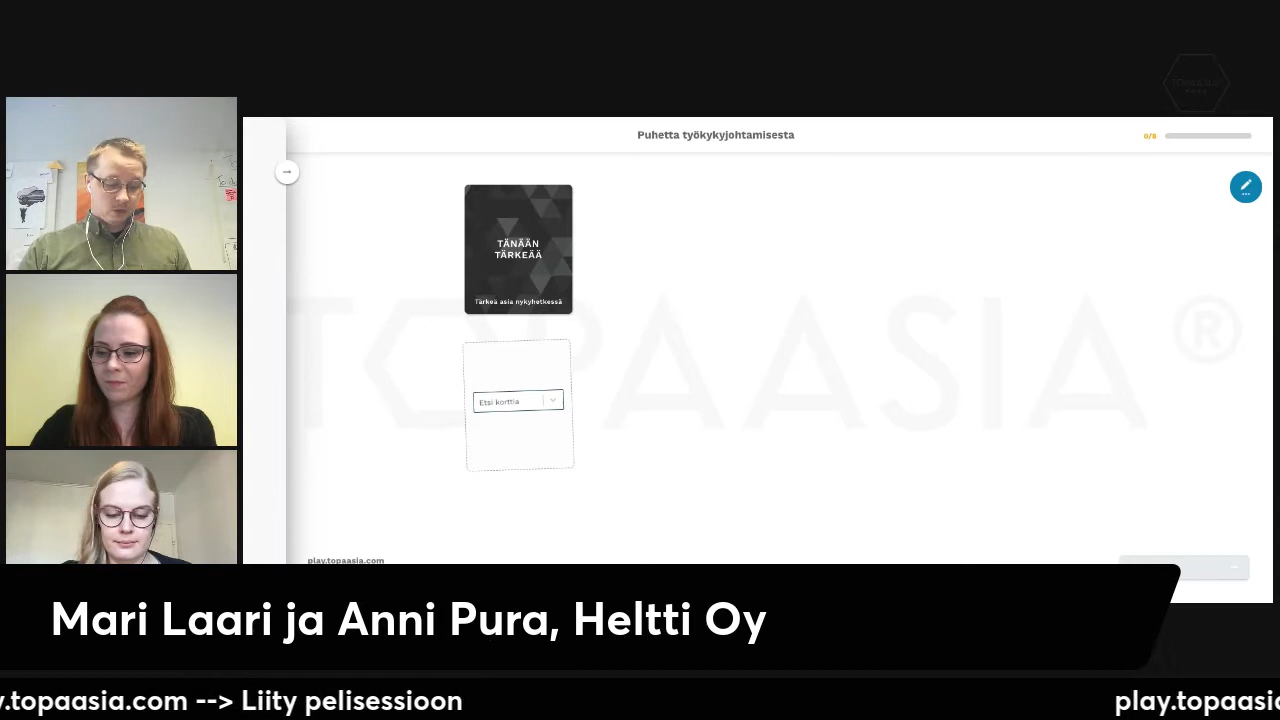 Puhetta työkykyjohtamisesta
0/8
TÄNÄÄN
TÄRKEÄÄ
Tärkeä asia nykyhetkessä
TOPAASIA®
Etsi korttia
play.topaasia.com
Mari Laari ja Anni Pura, Heltti Oy
y.topaasia.com --> Liity pelisessioon
play.topaasia